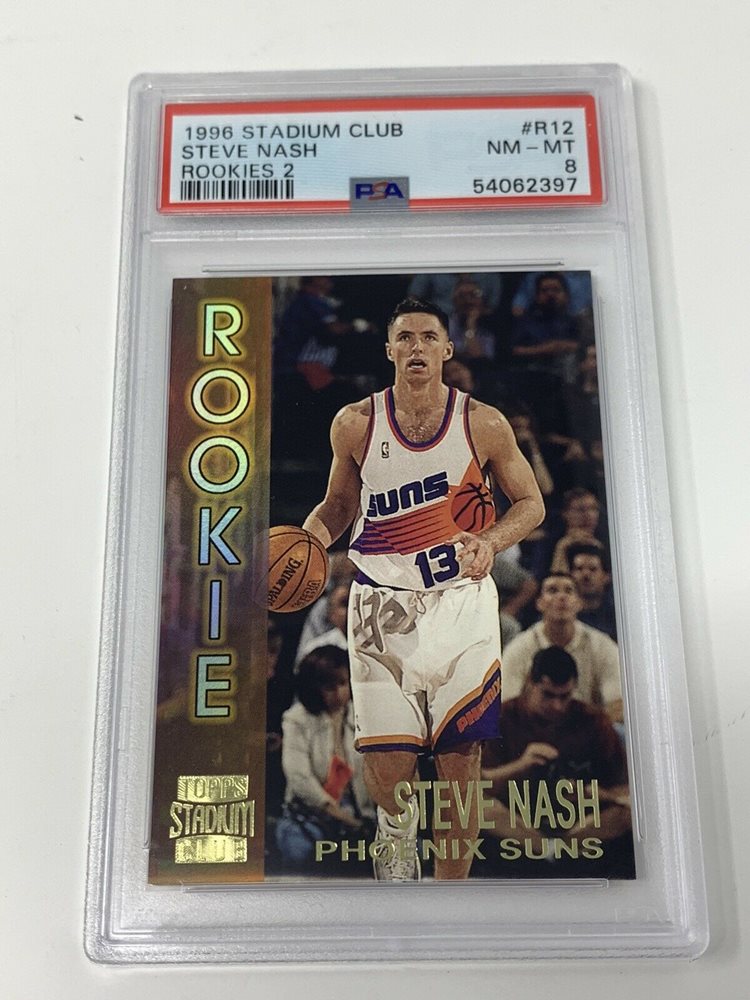 1996 STADIUM CLUB #R12
STEVE NASH NM - MT
ROOKIES 2 8
PSA 54062397
ROOKIE
SUNS
13
SPALDING
PHOENIX
TOPPS
STADIUM
CLUB
STEVE NASH
PHOENIX SUNS